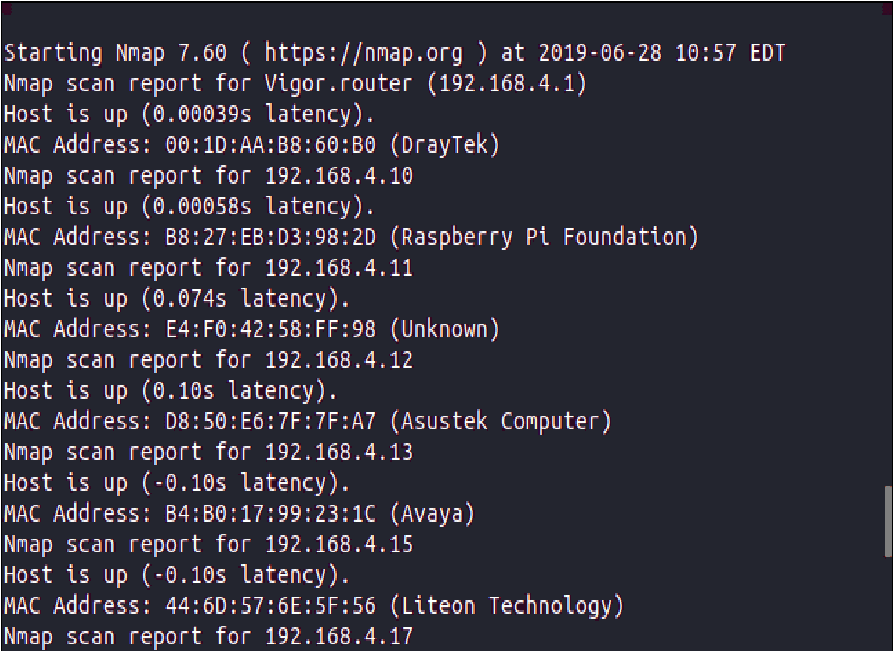 Starting Nmap 7.60 ( https://nmap.org ) at 2019-06-28 10:57 EDT
Nmap scan report for Vigor.router (192.168.4.1)
Host is up (0.00039s latency).
MAC Address: 00:1D:AA:B8:60:B0 (DrayTek)
Nmap scan report for 192.168.4.10
Host is up (0.00058s latency).
MAC Address: B8:27:EB:D3:98:2D (Raspberry Pi Foundation)
Nmap scan report for 192.168.4.11
Host is up (0.074s latency).
MAC Address: E4:F0:42:58:FF:98 (Unknown)
Nmap scan report for 192.168.4.12
Host is up (0.10s latency).
MAC Address: D8:50:E6:7F:7F:A7 (Asustek Computer)
Nmap scan report for 192.168.4.13
Host is up (-0.10s latency).
MAC Address: B4:B0:17:99:23:1C (Avaya)
Nmap scan report for 192.168.4.15
Host is up (-0.10s latency).
MAC Address: 44:6D:57:6E:5F:56 (Liteon Technology)
Nmap scan report for 192.168.4.17